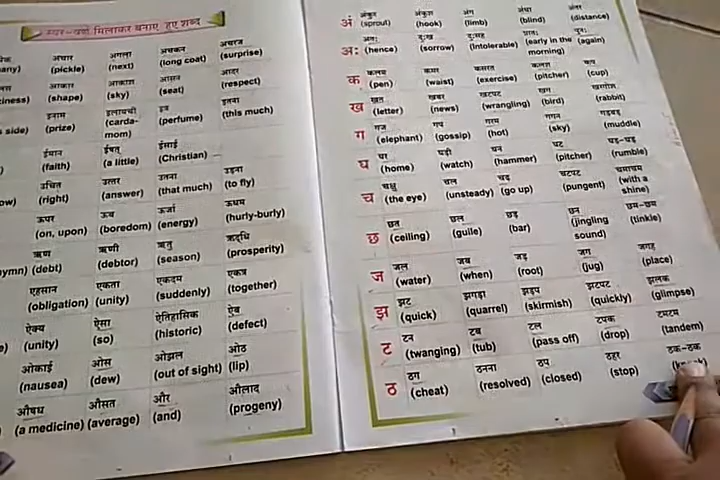 स्वर-वर्ण मिलाकर बनाए हुए शब्द
अचार अगला अचकन अचरज
(pickle) (next) (long coat) (surprise)
आकार आकाश आसन आदर
(shape) (sky) (seat) (respect)
इनाम इलायची इत्र इतना
(prize) (carda-mom) (perfume) (this much)
ईमान ईषत् ईसाई
(faith) (a little) (Christian)
उचित उत्तर उतना उड़ना
(right) (answer) (that much) (to fly)
ऊपर ऊब ऊर्जा ऊधम
(on, upon) (boredom) (energy) (hurly-burly)
ऋण ऋणी ऋतु ऋद्धि
(debt) (debtor) (season) (prosperity)
एहसान एकता एकदम एकत्र
(obligation) (unity) (suddenly) (together)
ऐक्य ऐसा ऐतिहासिक ऐब
(unity) (so) (historic) (defect)
ओकाई ओस ओझल ओठ
(nausea) (dew) (out of sight) (lip)
औषध औसत और औलाद
(a medicine) (average) (and) (progeny)
अं अंकुर अंकुश अंग अंधा अंतर
(sprout) (hook) (limb) (blind) (distance)
अः अतः दुःख दुःसह प्रातः पुनः
(hence) (sorrow) (Intolerable) (early in the morning) (again)
क कलम कमर कसरत कलश कप
(pen) (waist) (exercise) (pitcher) (cup)
ख खत खबर खटपट खग खरगोश
(letter) (news) (wrangling) (bird) (rabbit)
ग गज गप गरम गगन गड़बड़
(elephant) (gossip) (hot) (sky) (muddle)
घ घर घड़ी घन घट घड़-घड़
(home) (watch) (hammer) (pitcher) (rumble)
च चक्षु चल चढ़ चटपट चमाचम
(the eye) (unsteady) (go up) (pungent) (with a shine)
छ छत छल छड़ छन छम-छम
(ceiling) (guile) (bar) (jingling sound) (tinkle)
ज जल जब जड़ जग जगह
(water) (when) (root) (jug) (place)
झ झट झगड़ा झड़प झटपट झलक
(quick) (quarrel) (skirmish) (quickly) (glimpse)
ट टन टब टल टपक टमटम
(twanging) (tub) (pass off) (drop) (tandem)
ठ ठग ठनना ठप ठहर ठक-ठक
(cheat) (resolved) (closed) (stop)